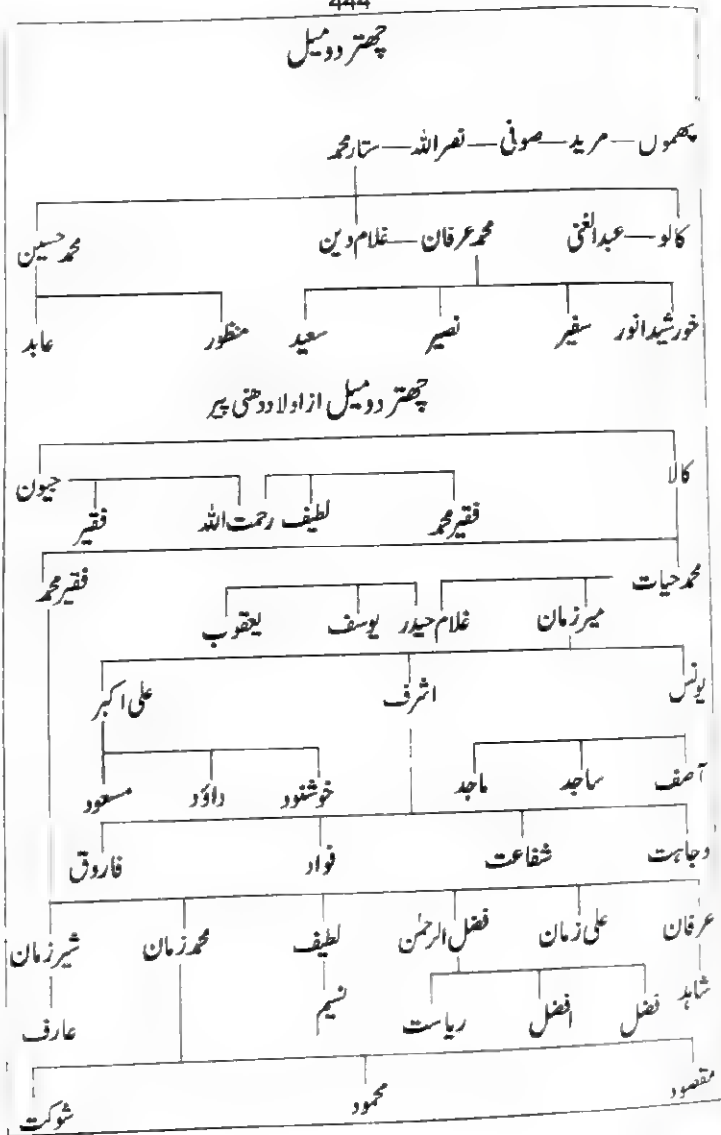 444
چھتر دو میل
پھموں — مرید — صوفی — نصر اللہ — ستار محمد
کالو — عبدالغنی محمد عرفان — غلام دین محمد حسین
خورشید انور سفیر نصیر سعید منظور عابد
چھتر دو میل از اولاد دھنی پیر
کالا جیون
فقیر محمد لطیف رحمت اللہ فقیر
فقیر محمد
محمد حیات میر زمان غلام حیدر یوسف یعقوب
یونس اشرف علی اکبر
آصف ساجد ماجد خوشنود داؤد مسعود
وجاہت شفاعت فواد فاروق
عرفان علی زمان فضل الرحمٰن لطیف محمد زمان شیر زمان
شاہد فضل افضل ریاست نسیم عارف
مقصود محمود شوکت